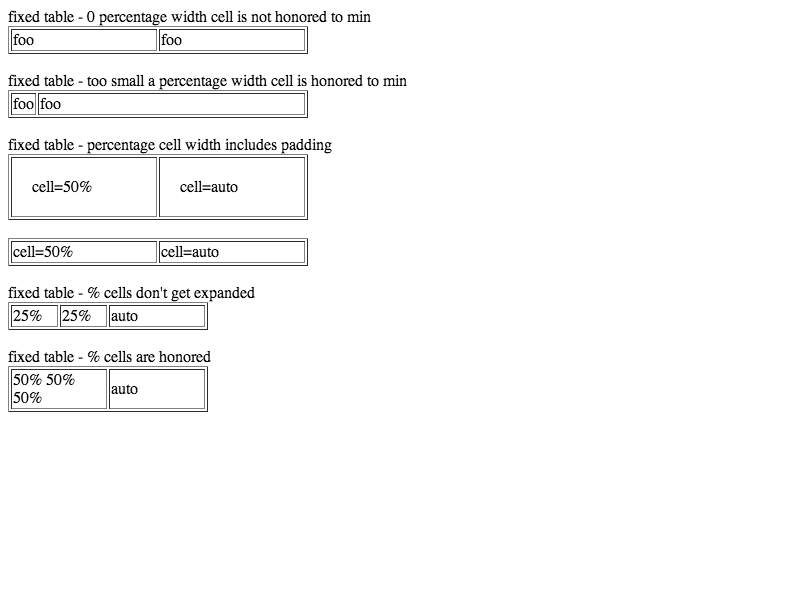 fixed table - 0 percentage width cell is not honored to min
foo foo
fixed table - too small a percentage width cell is honored to min
foo foo
fixed table - percentage cell width includes padding
cell=50% cell=auto
cell=50% cell=auto
fixed table - % cells don't get expanded
25% 25% auto
fixed table - % cells are honored
50% 50%
50%
auto